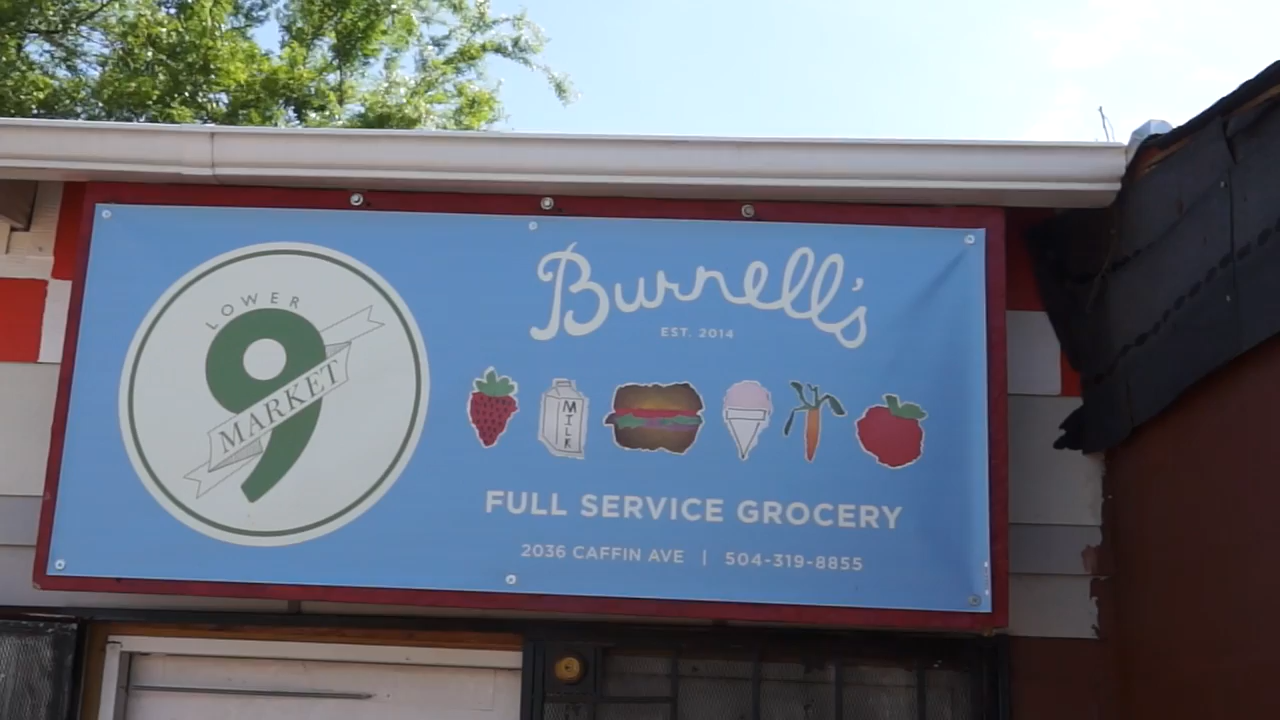 LOWER
9
MARKET
Burnell's
EST. 2014
MILK
FULL SERVICE GROCERY
2036 CAFFIN AVE | 504-319-8855